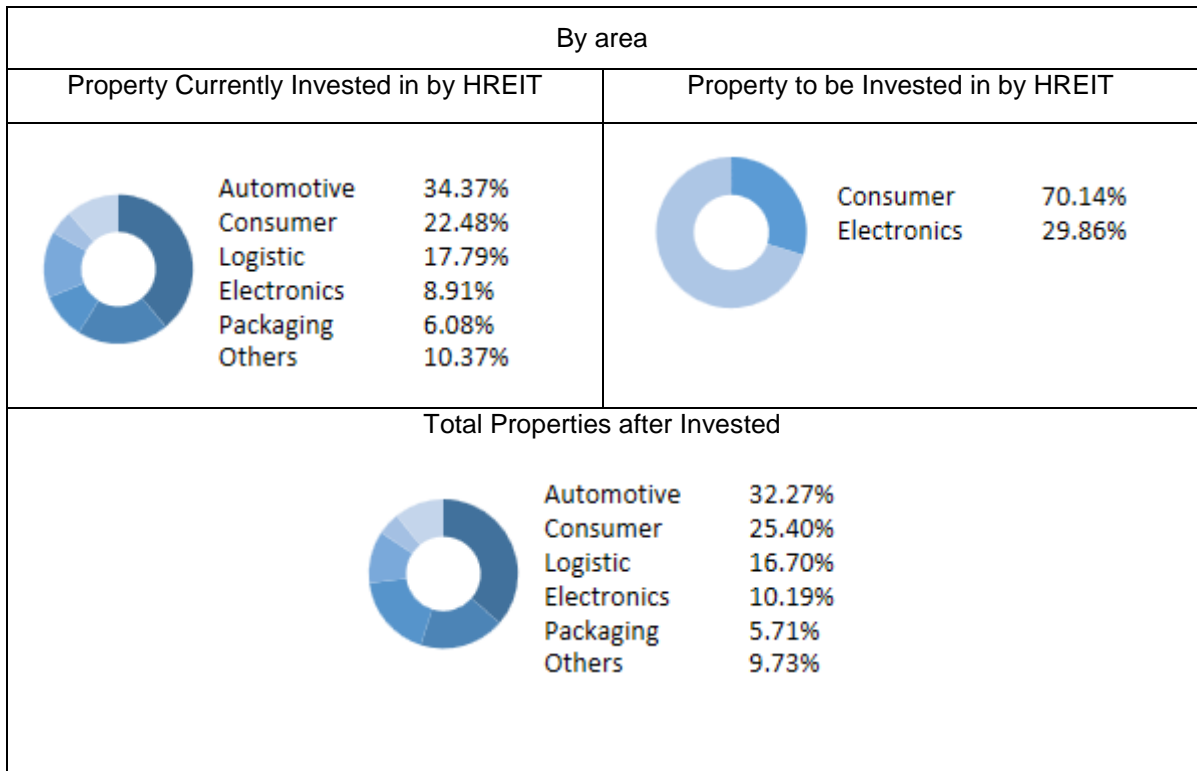 By area
Property Currently Invested in by HREIT
Property to be Invested in by HREIT
Automotive 34.37%
Consumer 22.48%
Logistic 17.79%
Electronics 8.91%
Packaging 6.08%
Others 10.37%
Consumer 70.14%
Electronics 29.86%
Total Properties after Invested
Automotive 32.27%
Consumer 25.40%
Logistic 16.70%
Electronics 10.19%
Packaging 5.71%
Others 9.73%